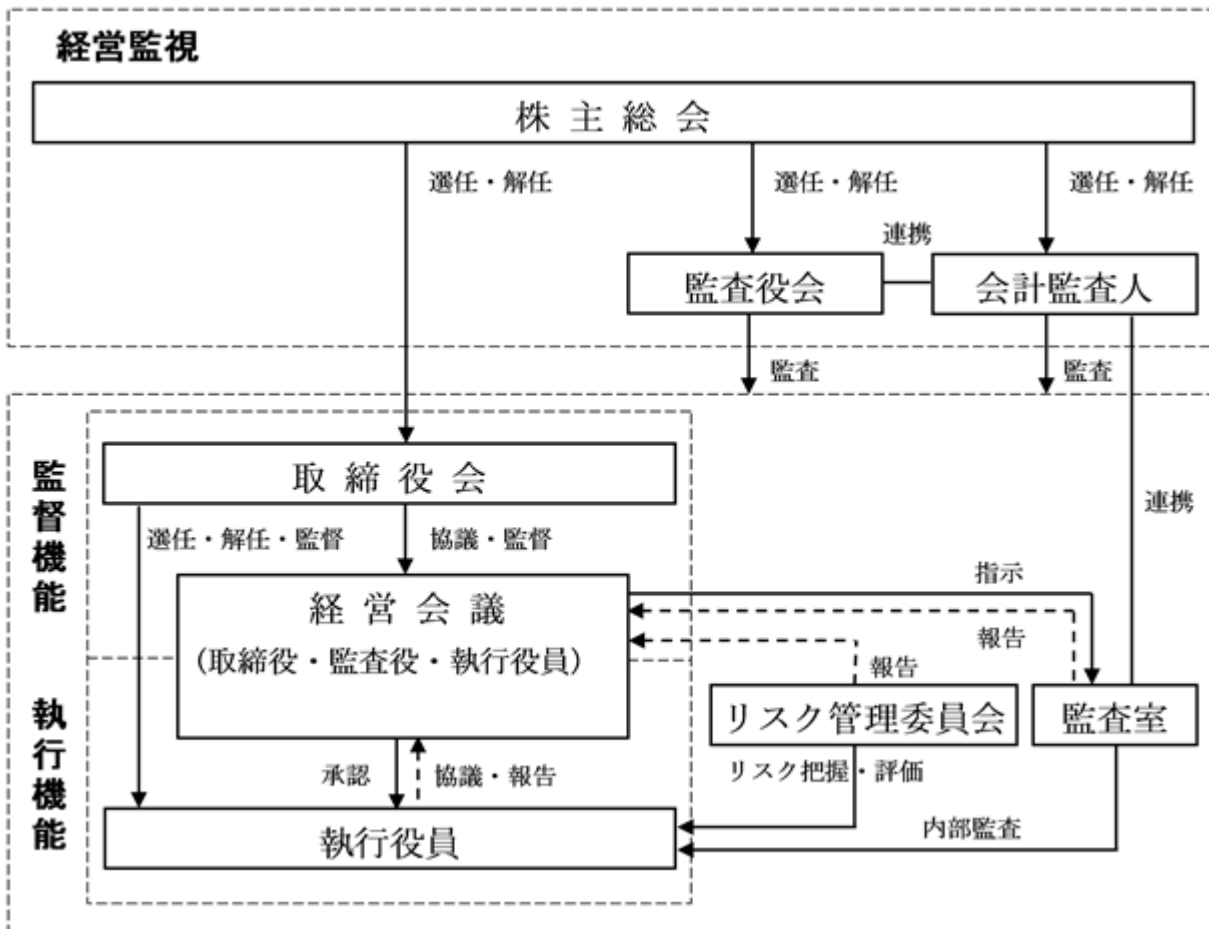 経営監視
株主総会
選任・解任
選任・解任
選任・解任
連携
監査役会
会計監査人
監査
監査
監督機能
取締役会
連携
選任・解任・監督
協議・監督
経営会議
(取締役・監査役・執行役員)
指示
報告
報告
執行機能
リスク管理委員会
監査室
承認
協議・報告
リスク把握・評価
内部監査
執行役員